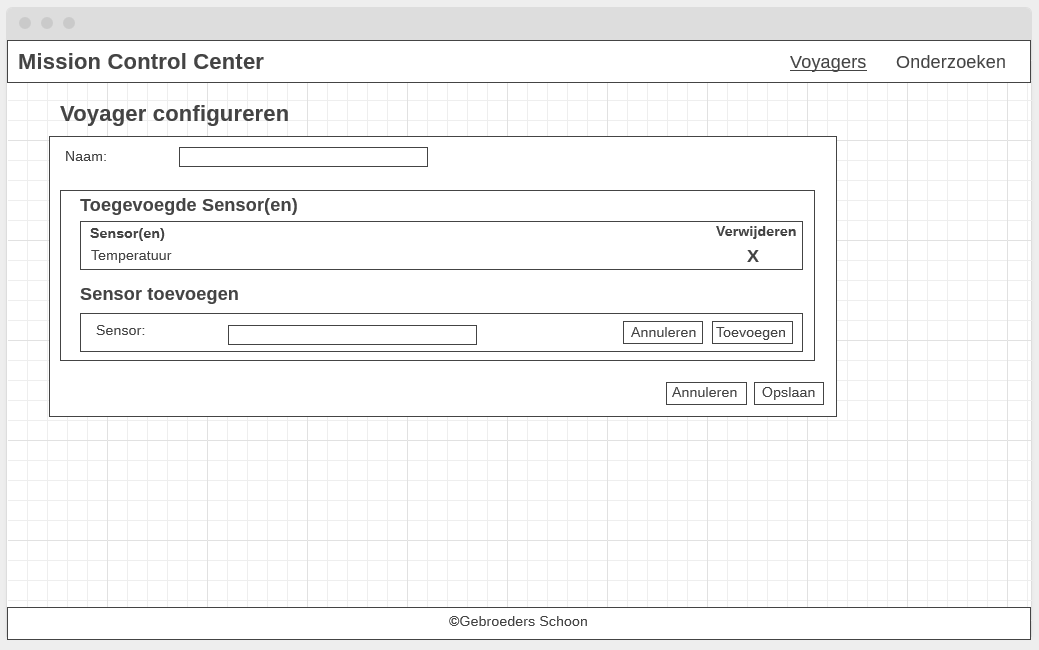 Mission Control Center
Voyagers Onderzoeken
Voyager configureren
Naam:
Toegevoegde Sensor(en)
Sensor(en) Verwijderen
Temperatuur X
Sensor toevoegen
Sensor: Annuleren Toevoegen
Annuleren Opslaan
©Gebroeders Schoon